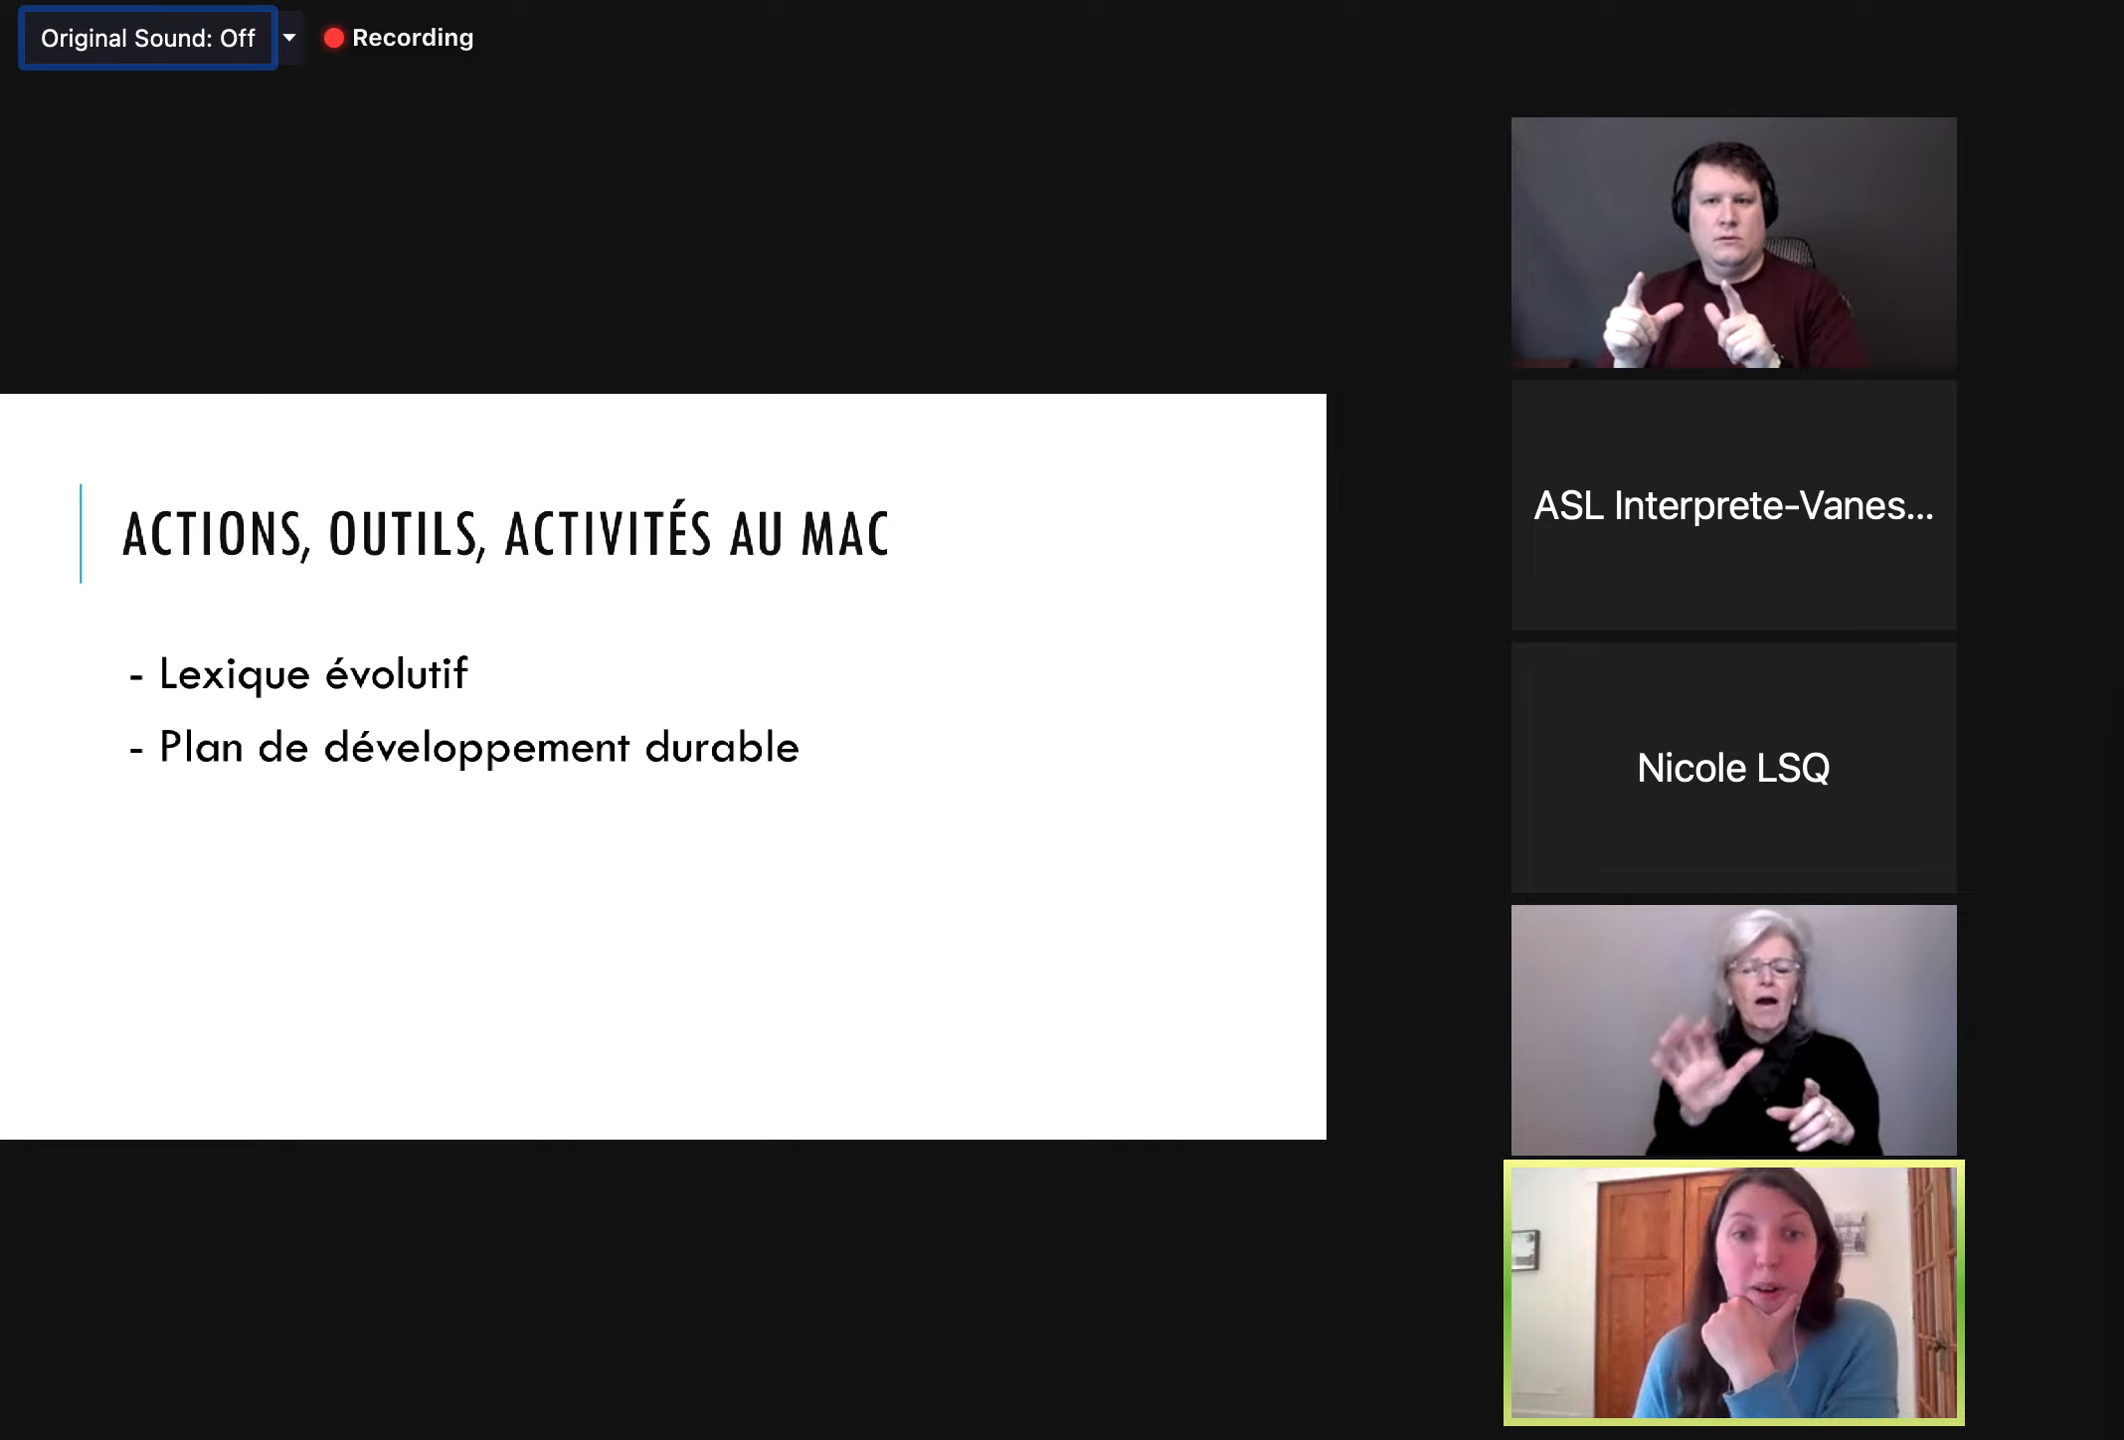 Original Sound: Off
Recording
ACTIONS, OUTILS, ACTIVITÉS AU MAC
- Lexique évolutif
- Plan de développement durable
ASL Interprete-Vanes...
Nicole LSQ